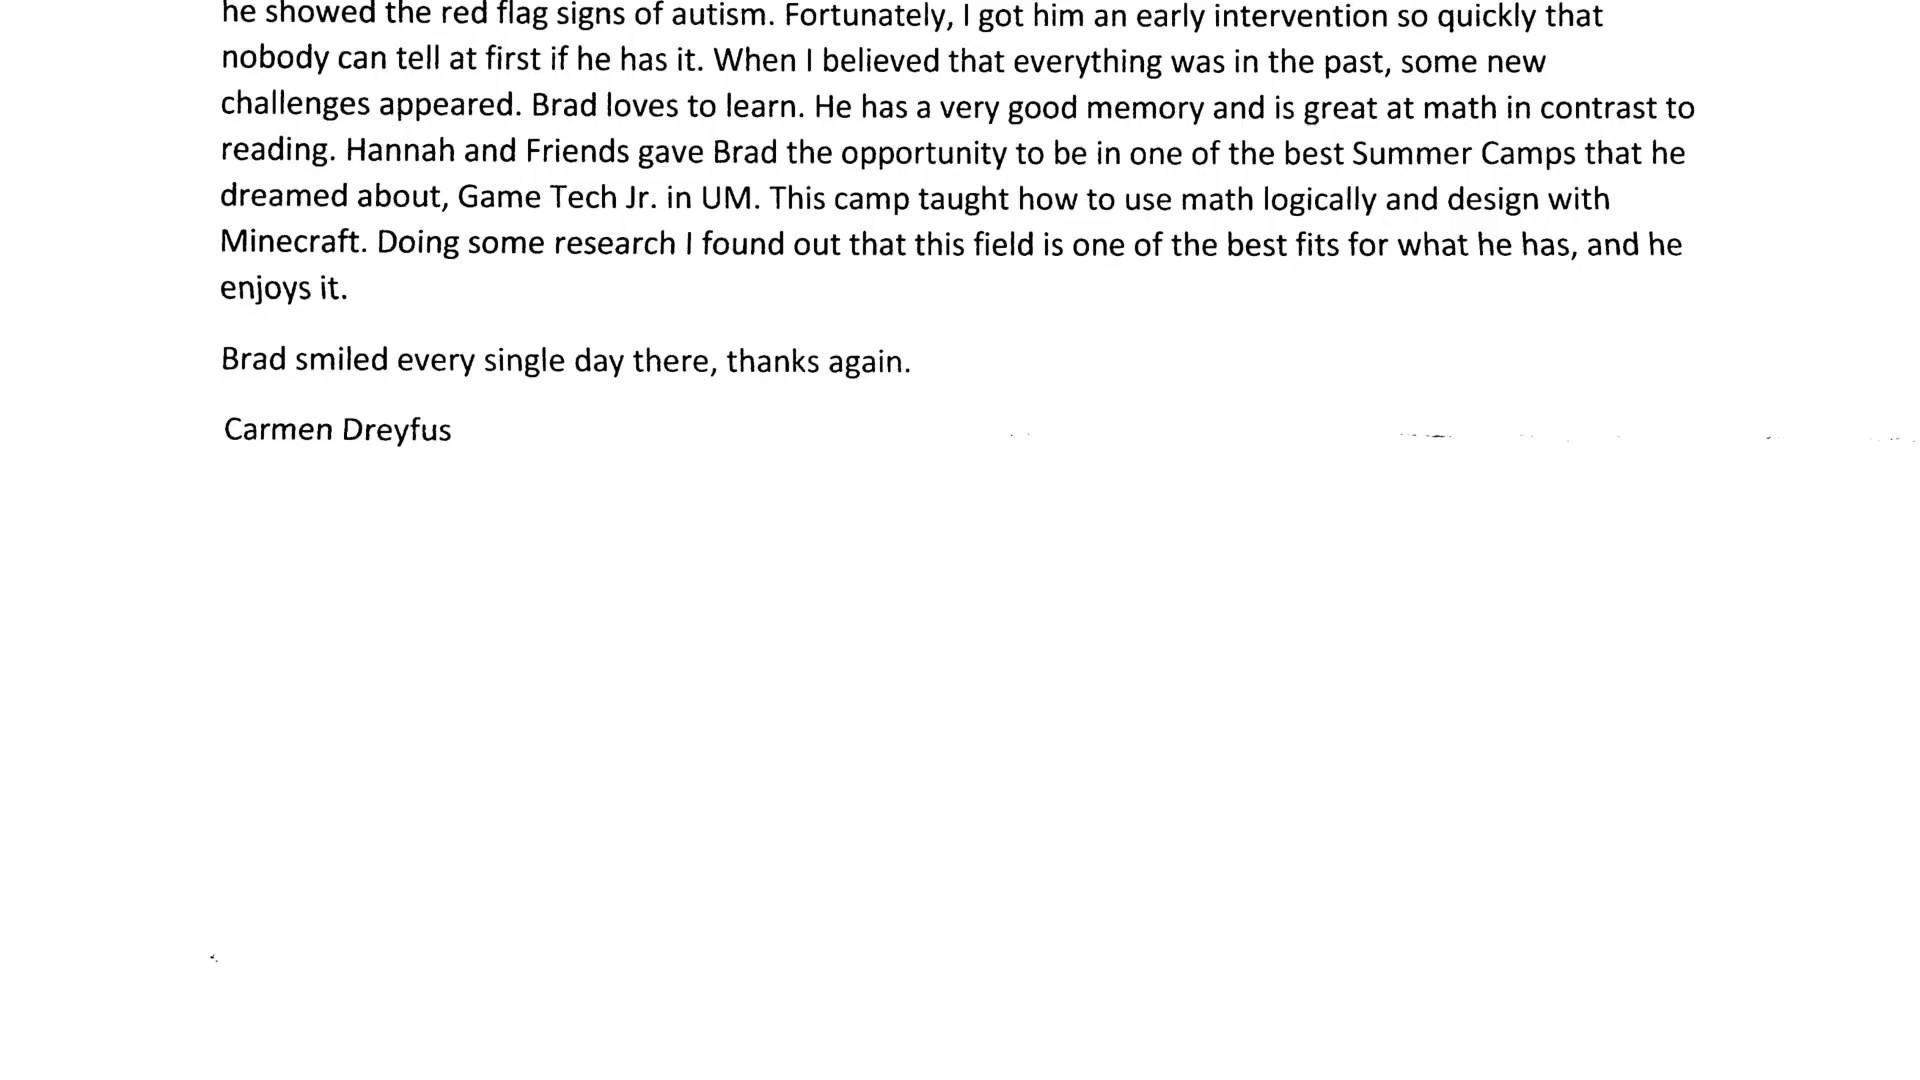 he showed the red flag signs of autism. Fortunately, I got him an early intervention so quickly that
nobody can tell at first if he has it. When I believed that everything was in the past, some new
challenges appeared. Brad loves to learn. He has a very good memory and is great at math in contrast to
reading. Hannah and Friends gave Brad the opportunity to be in one of the best Summer Camps that he
dreamed about, Game Tech Jr. in UM. This camp taught how to use math logically and design with
Minecraft. Doing some research I found out that this field is one of the best fits for what he has, and he
enjoys it.
Brad smiled every single day there, thanks again.
Carmen Dreyfus